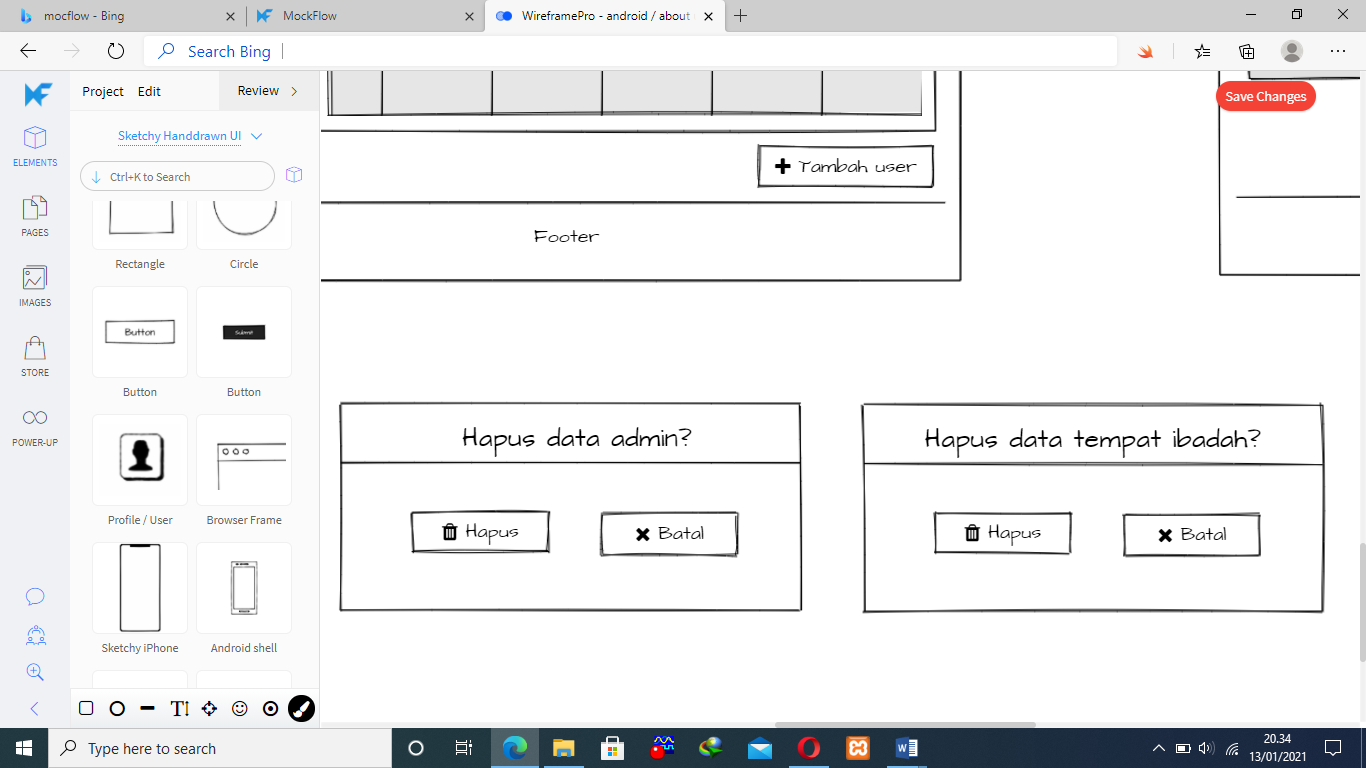 mocflow - Bing
MockFlow
WireframePro - android / about
Search Bing
Project Edit Review
Save Changes
Sketchy Handdrawn UI
Ctrl+K to Search
ELEMENTS
PAGES
IMAGES
STORE
POWER-UP
Rectangle Circle
Button Submit
Button Button
Profile / User Browser Frame
Sketchy iPhone Android shell
Tambah user
Footer
Hapus data admin?
Hapus Batal
Hapus data tempat ibadah?
Hapus Batal
Type here to search
20.34
13/01/2021